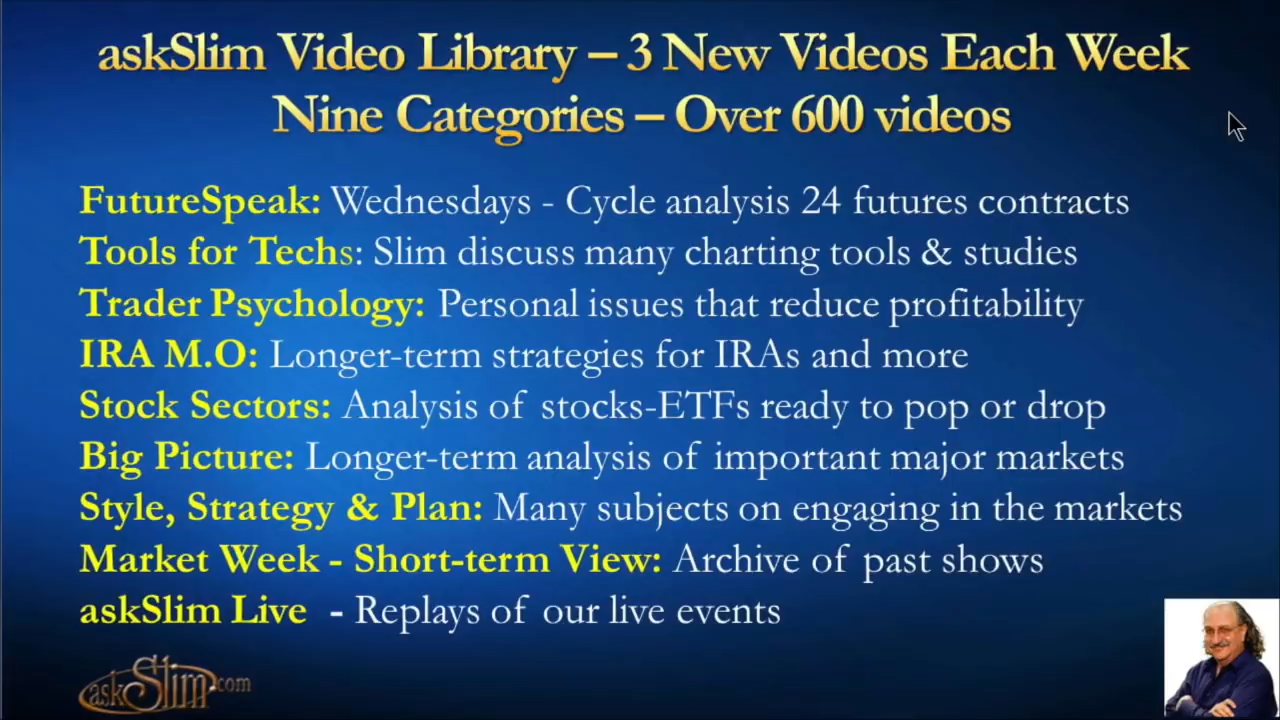 askSlim Video Library – 3 New Videos Each Week
Nine Categories – Over 600 videos
FutureSpeak: Wednesdays - Cycle analysis 24 futures contracts
Tools for Techs: Slim discuss many charting tools & studies
Trader Psychology: Personal issues that reduce profitability
IRA M.O: Longer-term strategies for IRAs and more
Stock Sectors: Analysis of stocks-ETFs ready to pop or drop
Big Picture: Longer-term analysis of important major markets
Style, Strategy & Plan: Many subjects on engaging in the markets
Market Week - Short-term View: Archive of past shows
askSlim Live - Replays of our live events
askSlim.com